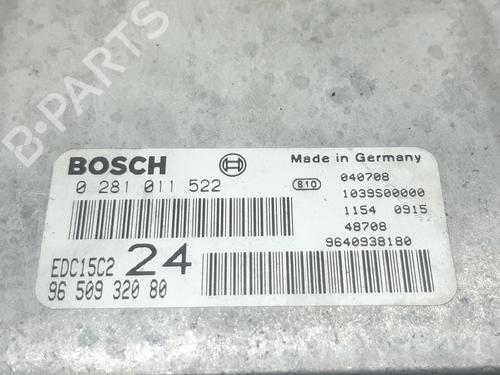 B-PARTS
BOSCH
Made in Germany
0 281 011 522
810
040708
1039S00000
1154 0915
48708
9640938180
EDC15C2 24
96 509 320 80